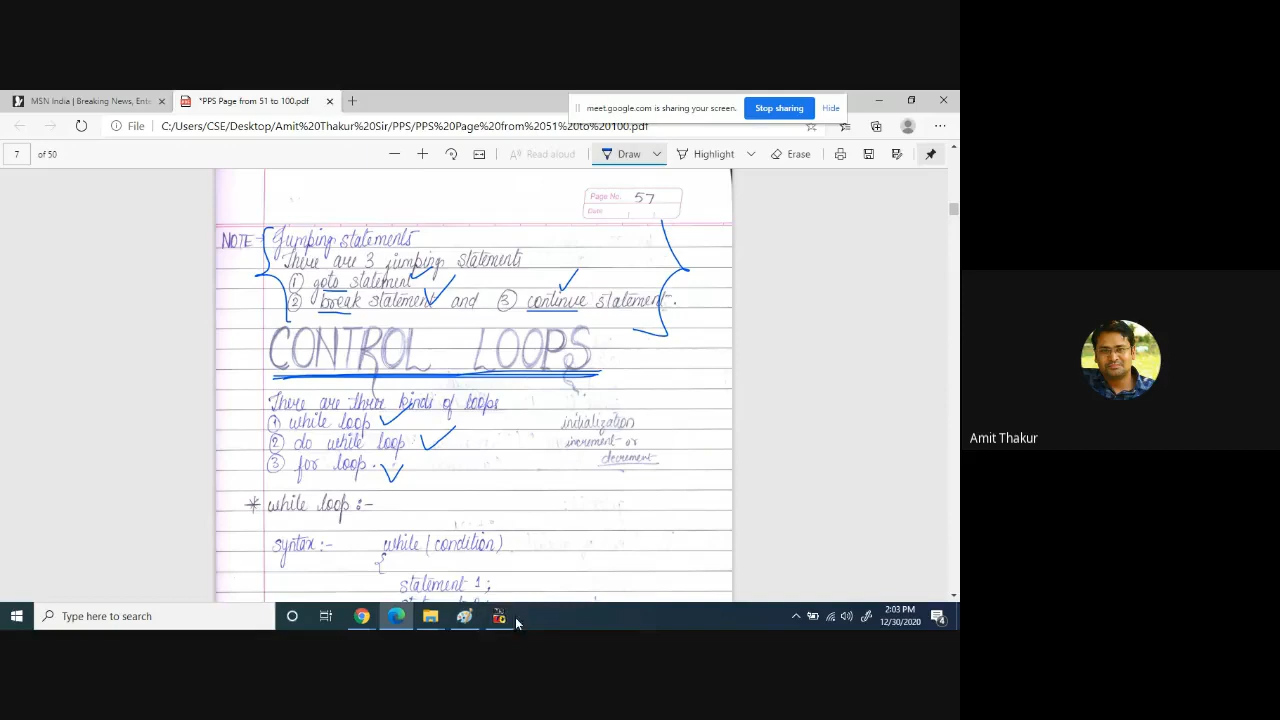 MSN India | Breaking News, Ente
*PPS Page from 51 to 100.pdf
meet.google.com is sharing your screen.
Stop sharing
Hide
File
C:/Users/CSE/Desktop/Amit%20Thakur%20Sir/PPS/PPS%20Page%20from%2051%20to%20100.pdf
7 of 50
Read aloud
Draw
Highlight
Erase
Page No. 57
Date
NOTE- Jumping statements
There are 3 jumping statements
① goto statement
② break statement and ③ continue statement.
CONTROL LOOPS
There are three kinds of loops
① while loop
② do while loop
③ for loop.
initialization
increment or
decrement
* while loop :-
syntax :- while (condition)
{
statement 1;
Amit Thakur
Type here to search
2:03 PM
12/30/2020
4